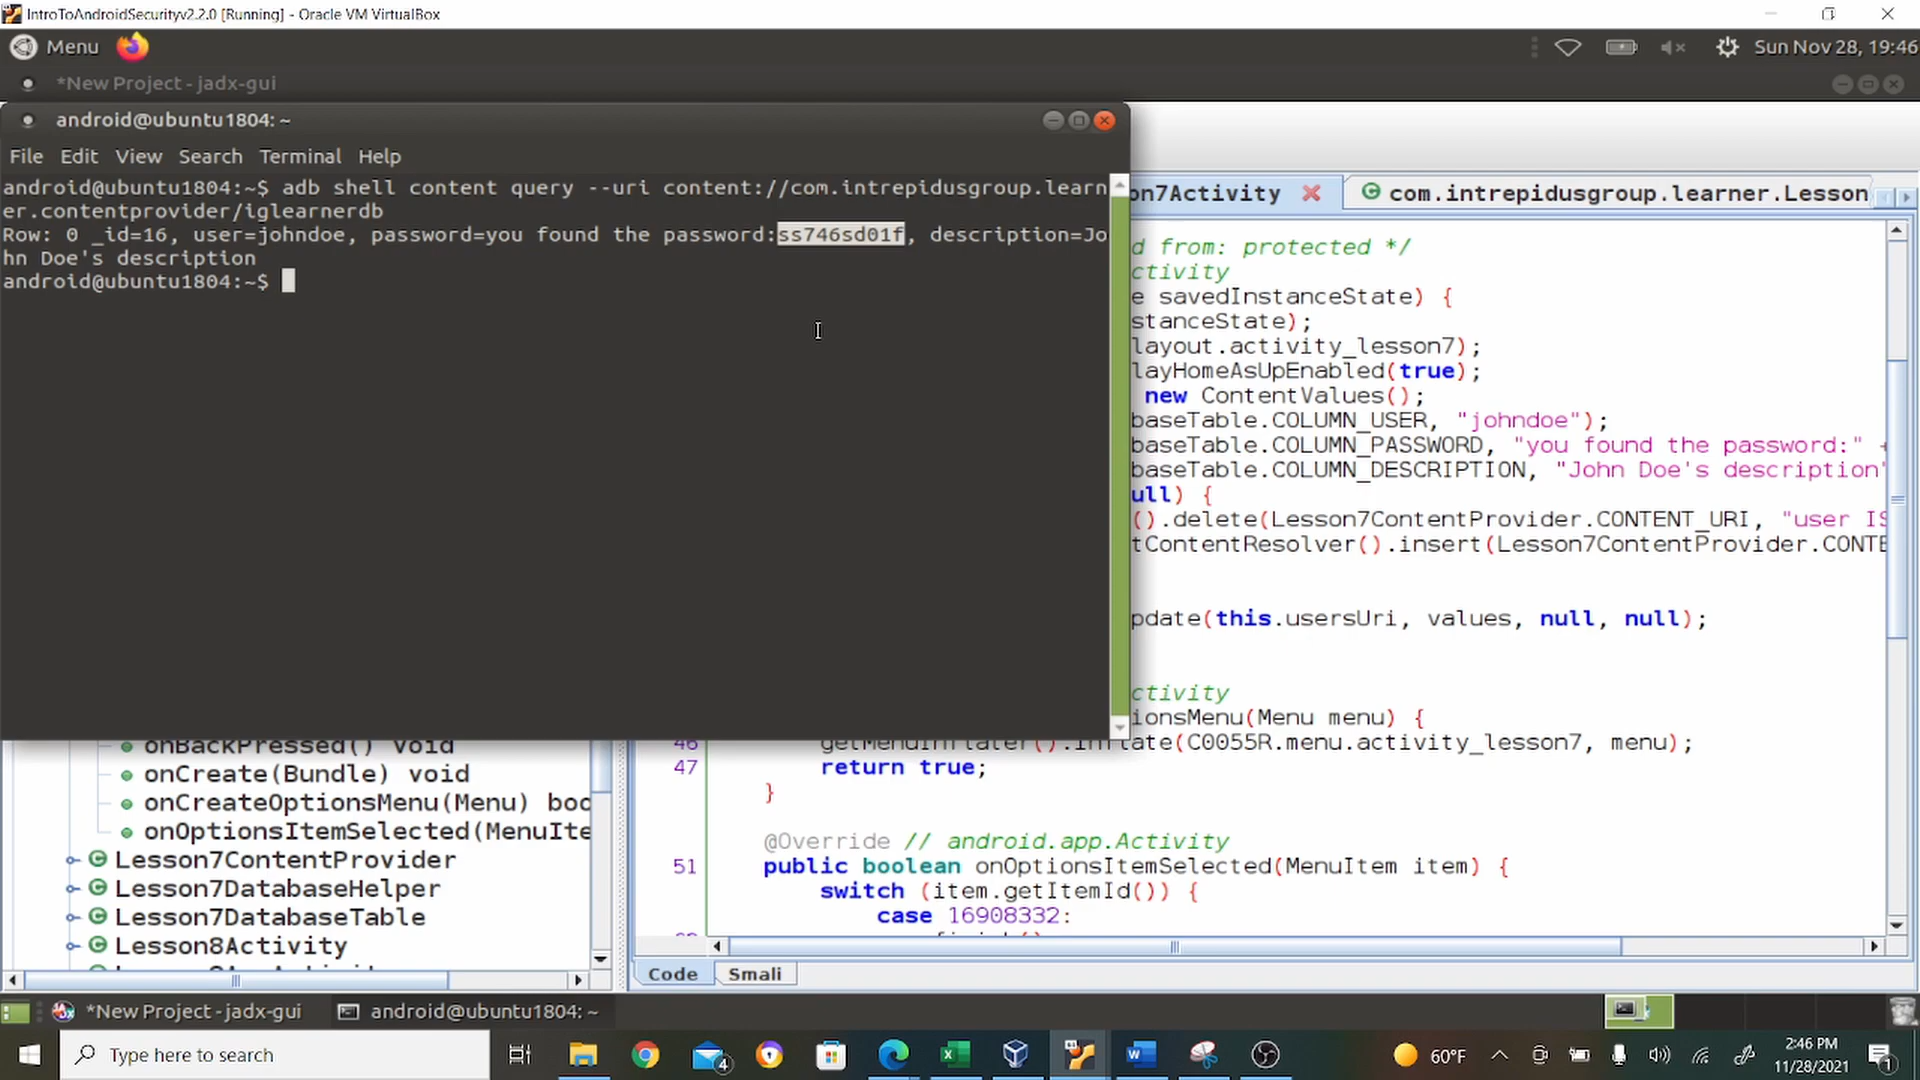 IntroToAndroidSecurityv2.2.0 [Running] - Oracle VM VirtualBox
Menu
Sun Nov 28, 19:46
*New Project - jadx-gui
android@ubuntu1804: ~
File Edit View Search Terminal Help
android@ubuntu1804:~$ adb shell content query --uri content://com.intrepidusgroup.learn
er.contentprovider/iglearnerdb
Row: 0 _id=16, user=johndoe, password=you found the password:ss746sd01f, description=Jo
hn Doe's description
android@ubuntu1804:~$
on7Activity
com.intrepidusgroup.learner.Lesson
d from: protected */
ctivity
e savedInstanceState) {
stanceState);
layout.activity_lesson7);
layHomeAsUpEnabled(true);
new ContentValues();
baseTable.COLUMN_USER, "johndoe");
baseTable.COLUMN_PASSWORD, "you found the password:" +
baseTable.COLUMN_DESCRIPTION, "John Doe's description"
ull) {
().delete(Lesson7ContentProvider.CONTENT_URI, "user IS
tContentResolver().insert(Lesson7ContentProvider.CONTE
pdate(this.usersUri, values, null, null);
ctivity
ionsMenu(Menu menu) {
46 getMenuInflater().inflate(C0055R.menu.activity_lesson7, menu);
47 return true;
}
@Override // android.app.Activity
51 public boolean onOptionsItemSelected(MenuItem item) {
switch (item.getItemId()) {
case 16908332:
Code Smali
onBackPressed() void
onCreate(Bundle) void
onCreateOptionsMenu(Menu) boo
onOptionsItemSelected(MenuIte
Lesson7ContentProvider
Lesson7DatabaseHelper
Lesson7DatabaseTable
Lesson8Activity
*New Project - jadx-gui
android@ubuntu1804: ~
Type here to search
4
60°F
2:46 PM
11/28/2021
1